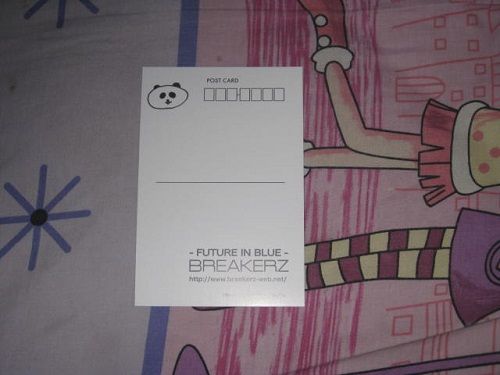 POST CARD
- FUTURE IN BLUE -
BREAKERZ
http://www.breakerz-web.net/